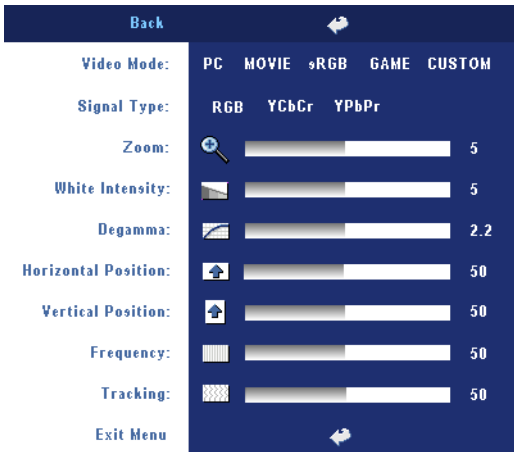 Back
Video Mode: PC MOVIE sRGB GAME CUSTOM
Signal Type: RGB YCbCr YPbPr
Zoom: 5
White Intensity: 5
Degamma: 2.2
Horizontal Position: 50
Vertical Position: 50
Frequency: 50
Tracking: 50
Exit Menu